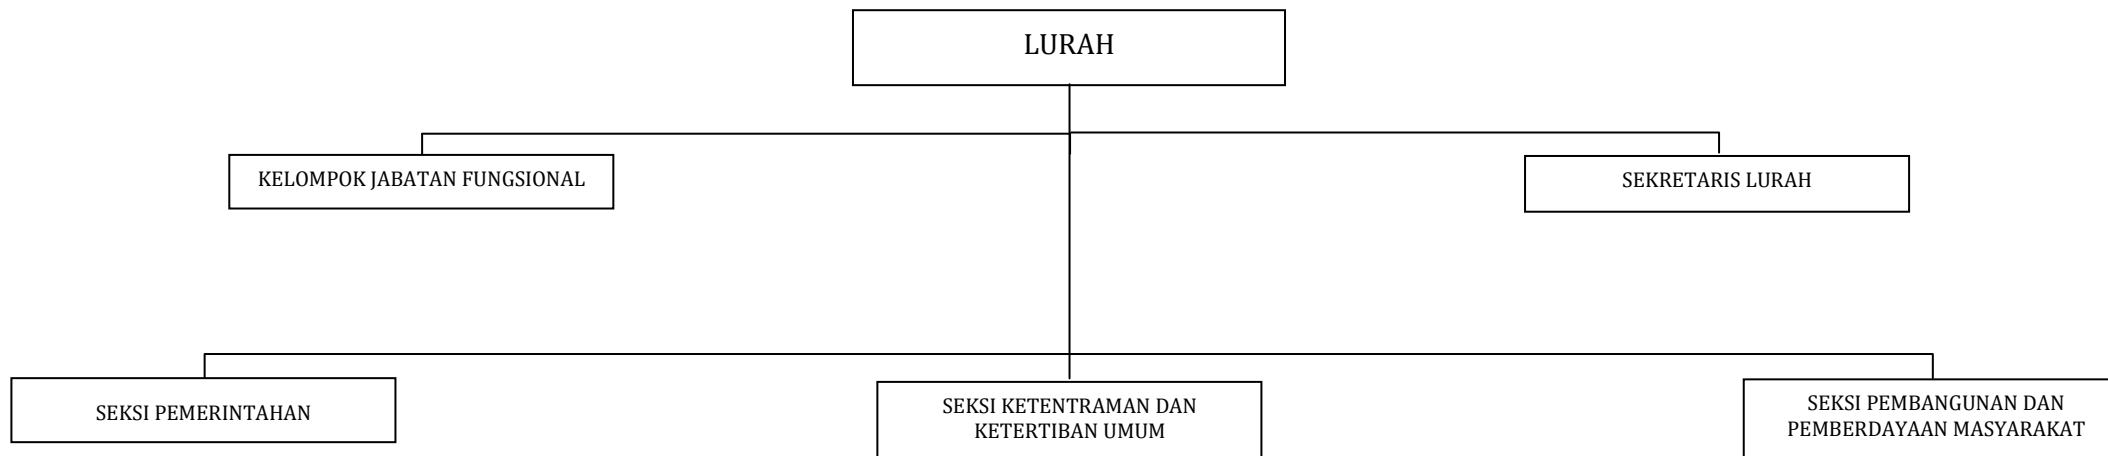 LURAH
KELOMPOK JABATAN FUNGSIONAL
SEKRETARIS LURAH
SEKSI PEMERINTAHAN
SEKSI KETENTRAMAN DAN
KETERTIBAN UMUM
SEKSI PEMBANGUNAN DAN
PEMBERDAYAAN MASYARAKAT